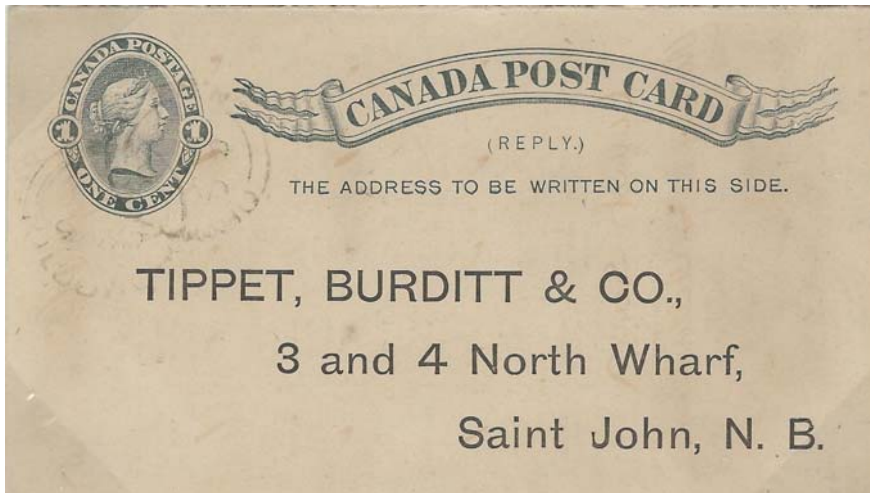 CANADA POSTAGE
1 1
ONE CENT
CANADA POST CARD
(REPLY.)
THE ADDRESS TO BE WRITTEN ON THIS SIDE.
TIPPET, BURDITT & CO.,
3 and 4 North Wharf,
Saint John, N. B.